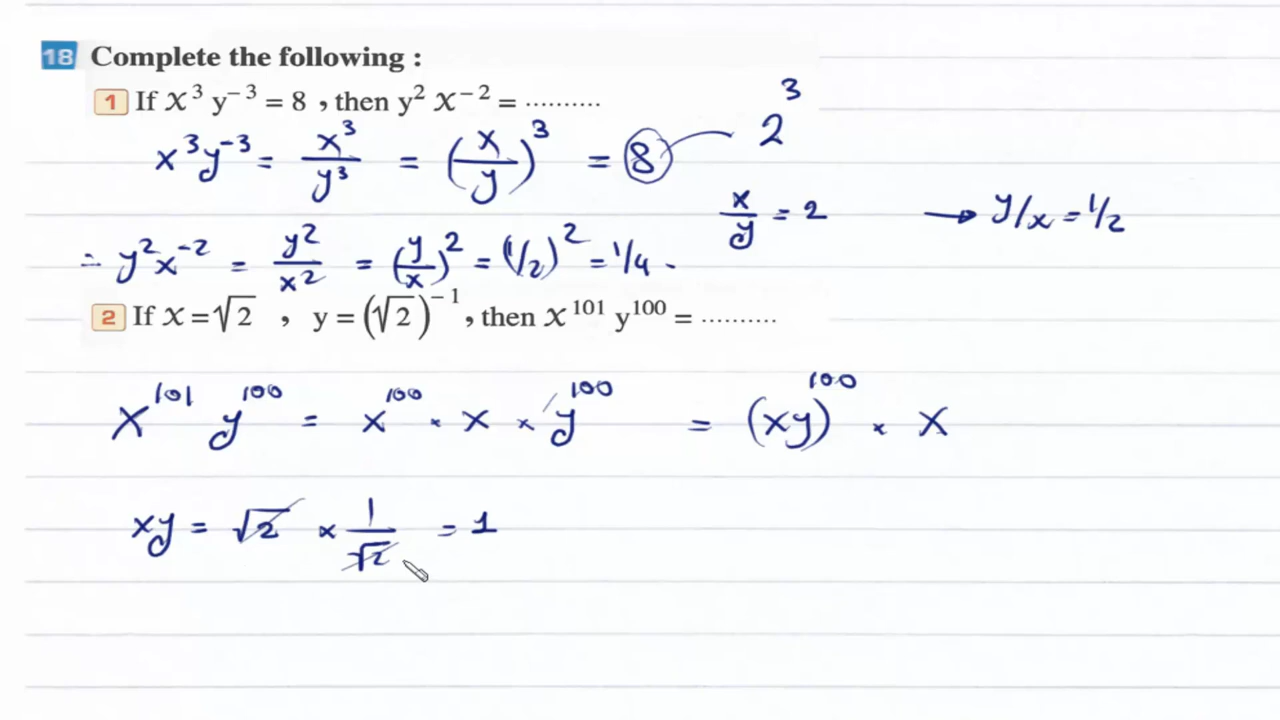 18 Complete the following :
1 If x³ y⁻³ = 8 , then y² x⁻² = ..........
x³y⁻³ = x³/y³ = (x/y)³ = 8 2³
x/y = 2 → y/x = 1/2
∴ y²x⁻² = y²/x² = (y/x)² = (1/2)² = 1/4 .
2 If x = √2 , y = (√2)⁻¹ , then x¹⁰¹ y¹⁰⁰ = ..........
x¹⁰¹ y¹⁰⁰ = x¹⁰⁰ × x × y¹⁰⁰ = (xy)¹⁰⁰ × x
xy = √2 × 1/√2 = 1